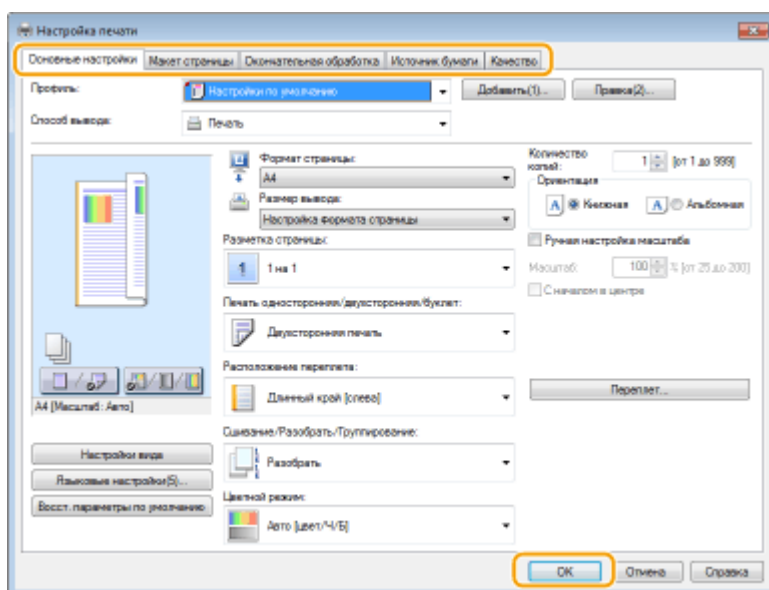 Настройка печати
Основные настройки Макет страницы Окончательная обработка Источник бумаги Качество
Профиль: Настройки по умолчанию Добавить(1)... Правка(2)...
Способ вывода: Печать
Формат страницы:
A4
Размер вывода:
Настройка формата страницы
Разметка страницы:
1 1 на 1
Печать односторонняя/двухсторонняя/буклет:
Двухсторонняя печать
Расположение переплета:
Длинный край [слева]
Сшивание/Разобрать/Группирование:
Разобрать
Цветной режим:
Авто [цвет/Ч/Б]
Количество
копий: 1 [от 1 до 999]
Ориентация
A Книжная A Альбомная
Ручная настройка масштаба
Масштаб: 100 % [от 25 до 200]
С началом в центре
Переплет...
A4 [Масштаб: Авто]
Настройки вида
Языковые настройки(5)...
Восст. параметры по умолчанию
OK Отмена Справка